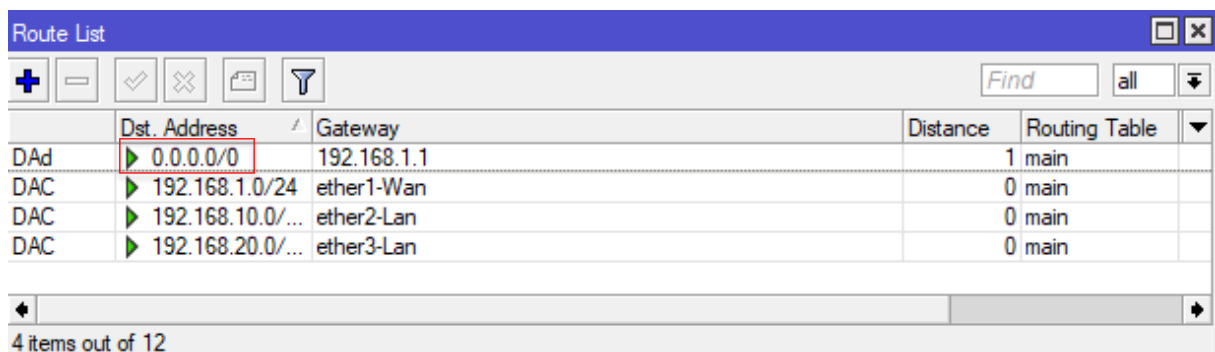 Route List
Find all
Dst. Address Gateway Distance Routing Table
DAd 0.0.0.0/0 192.168.1.1 1 main
DAC 192.168.1.0/24 ether1-Wan 0 main
DAC 192.168.10.0/... ether2-Lan 0 main
DAC 192.168.20.0/... ether3-Lan 0 main
4 items out of 12